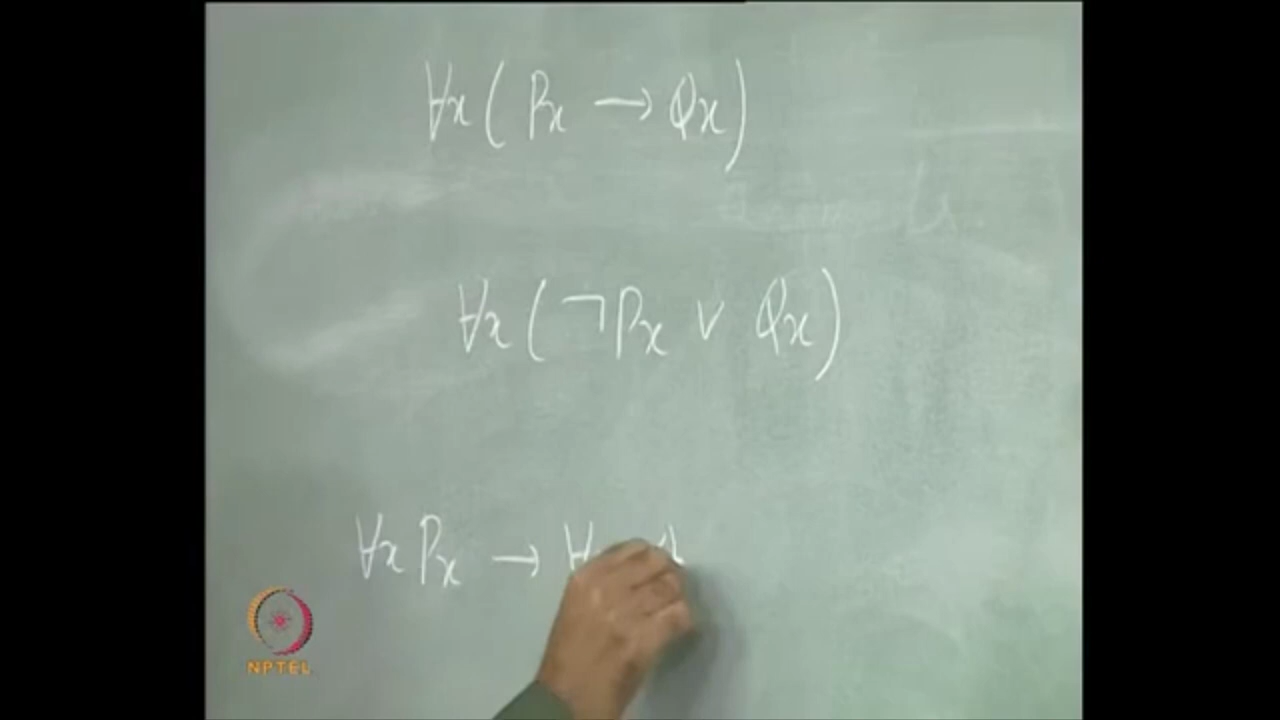 ∀x ( Px → Qx )
∀x ( ¬Px ∨ Qx )
∀x Px → ∀
NPTEL